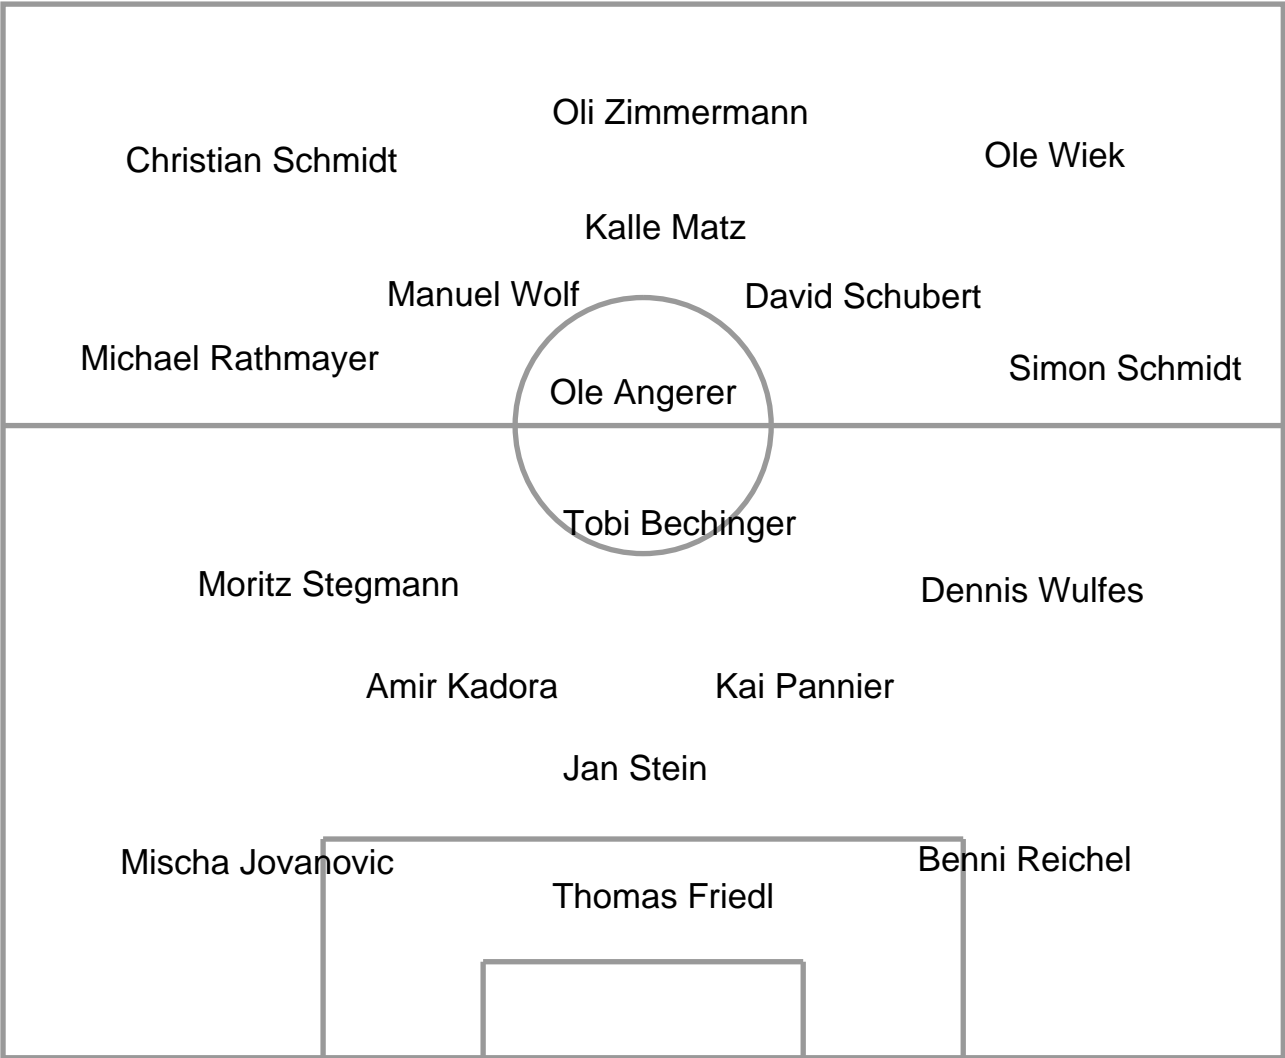 Oli Zimmermann
Christian Schmidt
Ole Wiek
Kalle Matz
Manuel Wolf
David Schubert
Michael Rathmayer
Simon Schmidt
Ole Angerer
Tobi Bechinger
Moritz Stegmann
Dennis Wulfes
Amir Kadora
Kai Pannier
Jan Stein
Mischa Jovanovic
Benni Reichel
Thomas Friedl